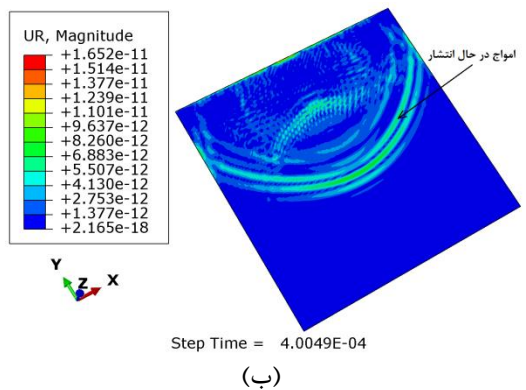 UR, Magnitude
+1.652e-11
+1.514e-11
+1.377e-11
+1.239e-11
+1.101e-11
+9.637e-12
+8.260e-12
+6.883e-12
+5.507e-12
+4.130e-12
+2.753e-12
+1.377e-12
+2.165e-18
امواج در حال انتشار
Y
Z
X
Step Time = 4.0049E-04
(ب)